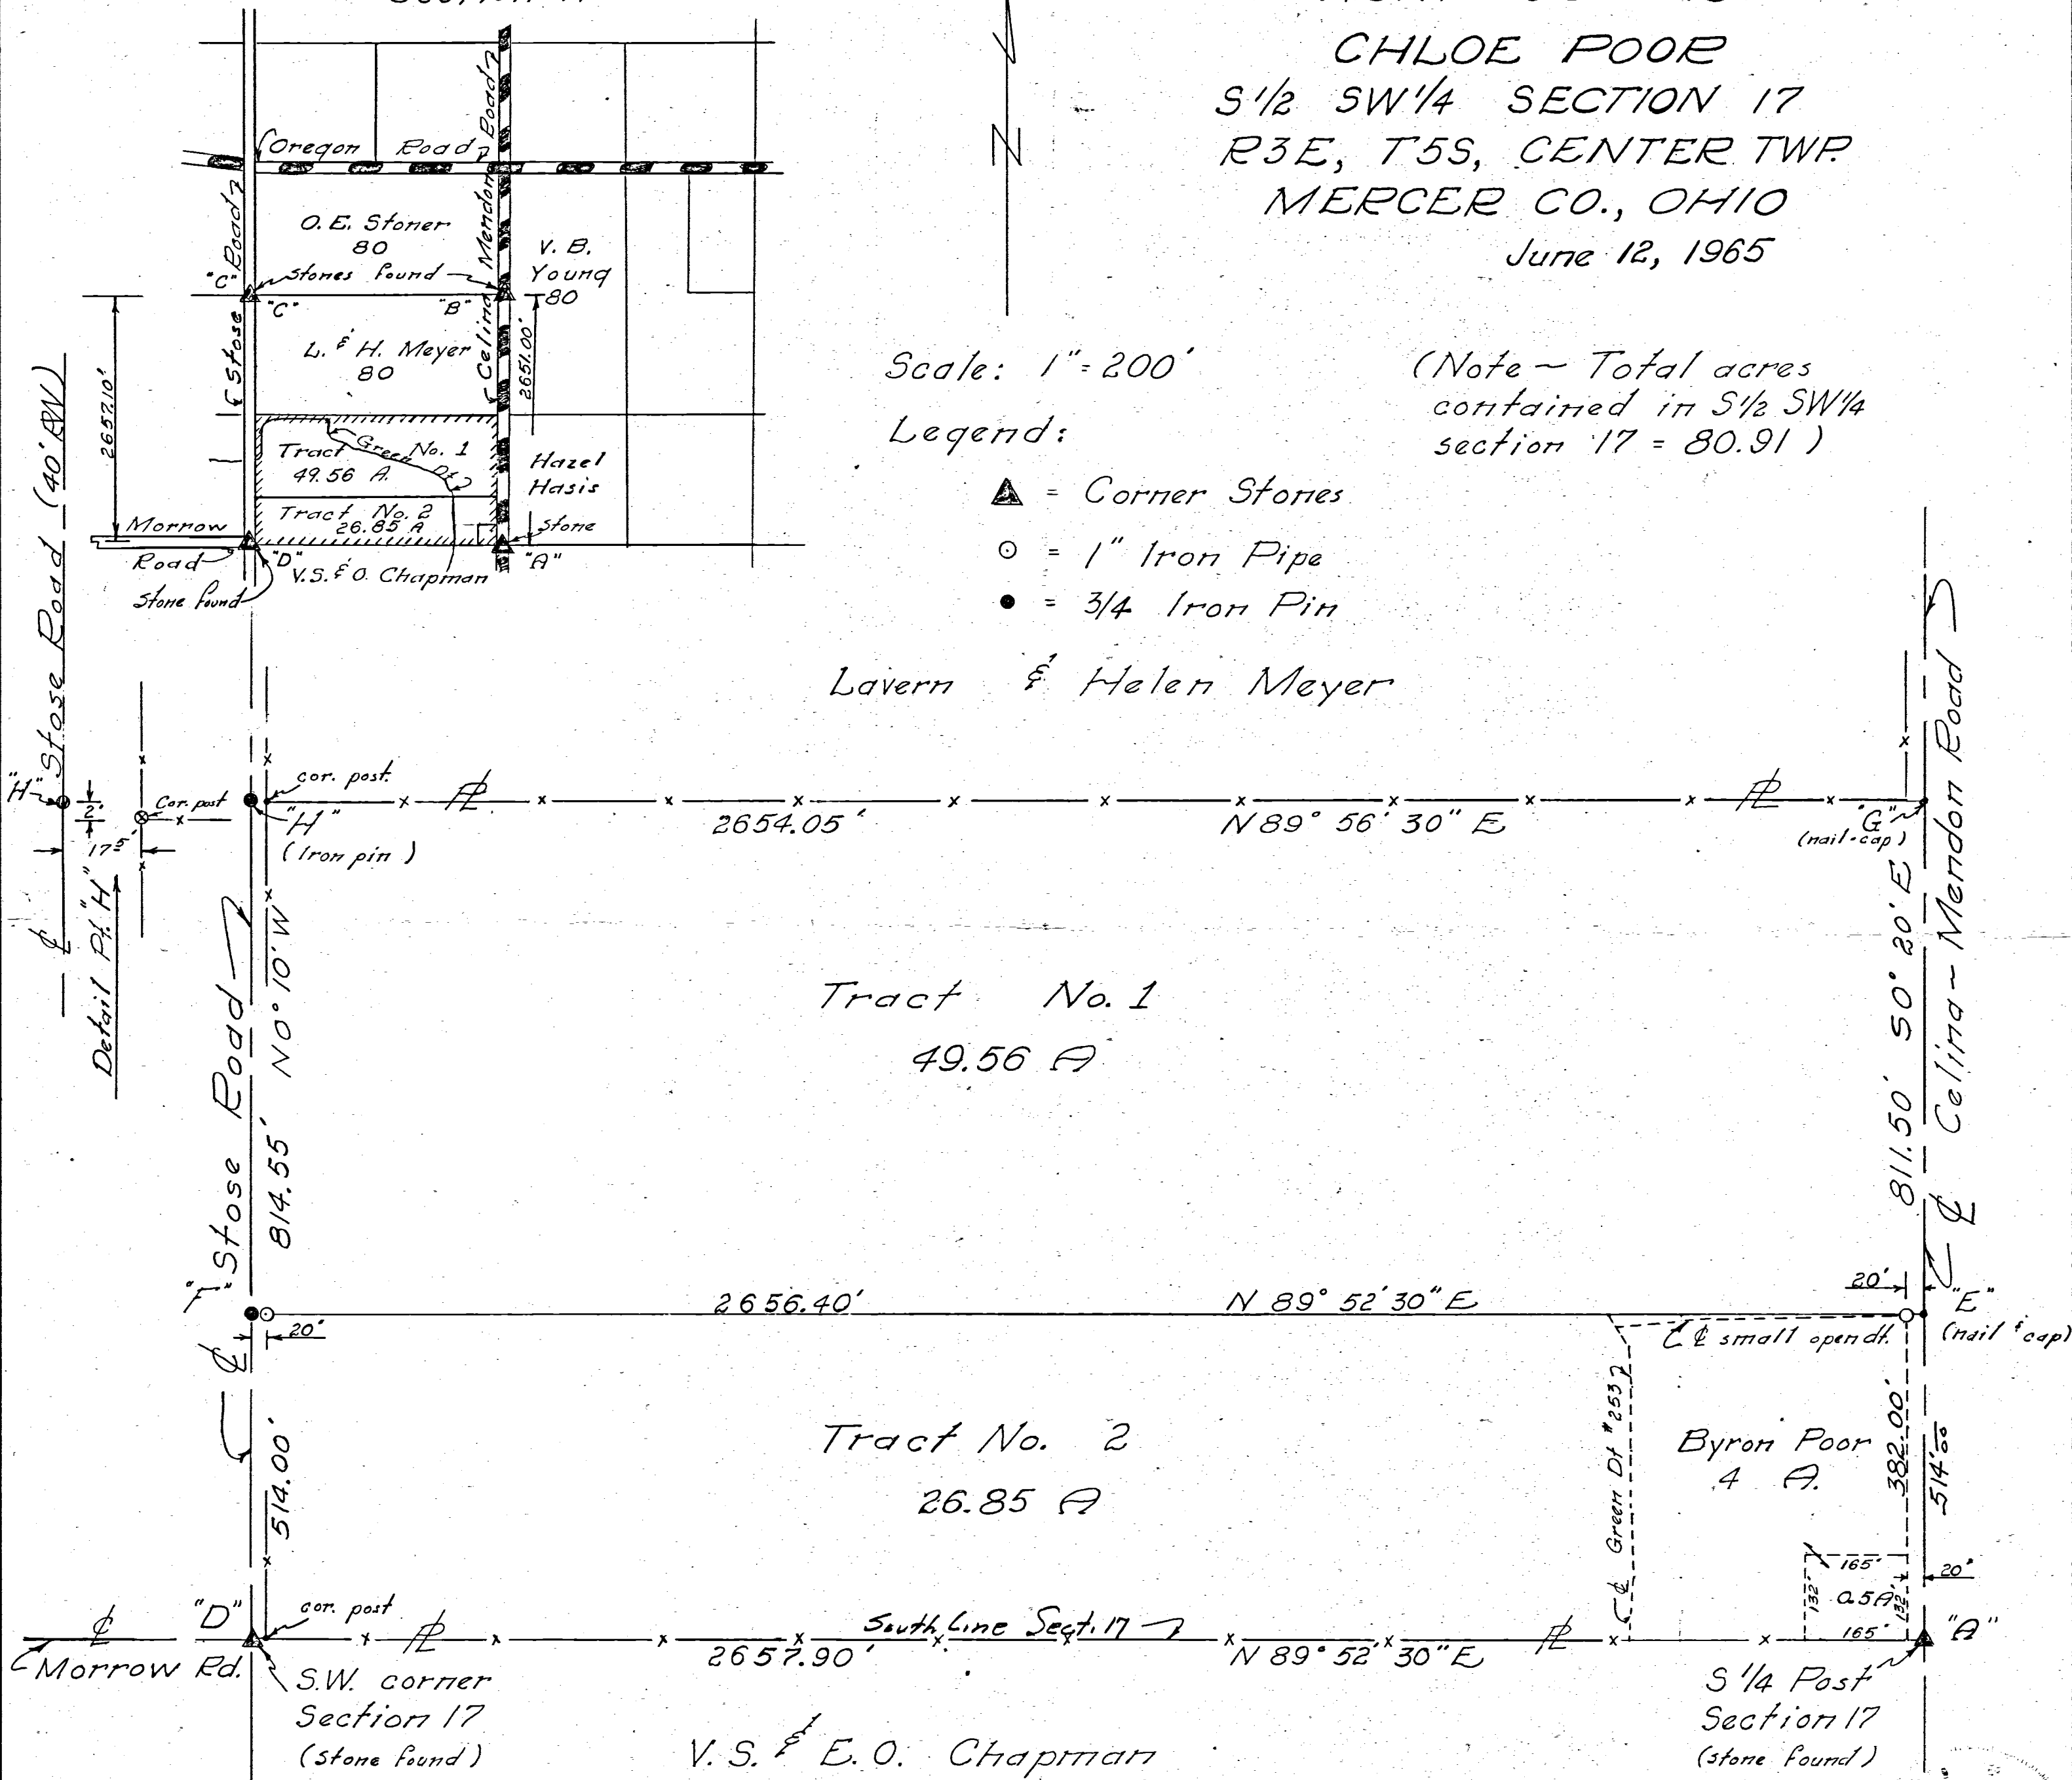 CHLOE POOR
S 1/2 SW 1/4 SECTION 17
R3E, T5S, CENTER TWP.
MERCER CO., OHIO
June 12, 1965
Oregon Road
Celina Mendon Road
℄ Stose Road
O. E. Stoner
80
V. B.
Young
80
"C"
Stones found
"C"
"B"
L. & H. Meyer
80
2651.00'
2657.10'
Tract No. 1
49.56 A.
Green Dt.
Hazel
Hasis
Tract No. 2
26.85 A
Stone
Morrow
Road
"D"
"A"
V.S. & O. Chapman
Stone found
Scale: 1" = 200'
(Note ~ Total acres
contained in S 1/2 SW 1/4
section 17 = 80.91 )
Legend:
= Corner Stones
= 1" Iron Pipe
= 3/4 Iron Pin
Lavern & Helen Meyer
℄ Stose Road (40' R/W)
"H"
2'
Cor. post
17⁵'
Detail Pt. "H"
cor. post.
"H"
(Iron pin)
℄ Stose Road
2654.05'
N 89° 56' 30" E
℄ Celina ~ Mendon Road
"G"
(nail-cap)
N 0° 10' W
814.55'
Tract No. 1
49.56 A
811.50' S 0° 20' E
"F"
20'
2656.40'
N 89° 52' 30" E
20'
"E"
(nail & cap)
℄ small open dt.
514.00'
Tract No. 2
26.85 A
℄ Green Dt #253
Byron Poor
4 A.
382.00'
514.00
165'
20'
132'
0.5 A
132'
165'
℄
Morrow Rd.
"D"
cor. post
South Line Sect. 17
2657.90'
N 89° 52' 30" E
"A"
S.W. corner
Section 17
(stone found)
V.S. & E.O. Chapman
S 1/4 Post
Section 17
(stone found)